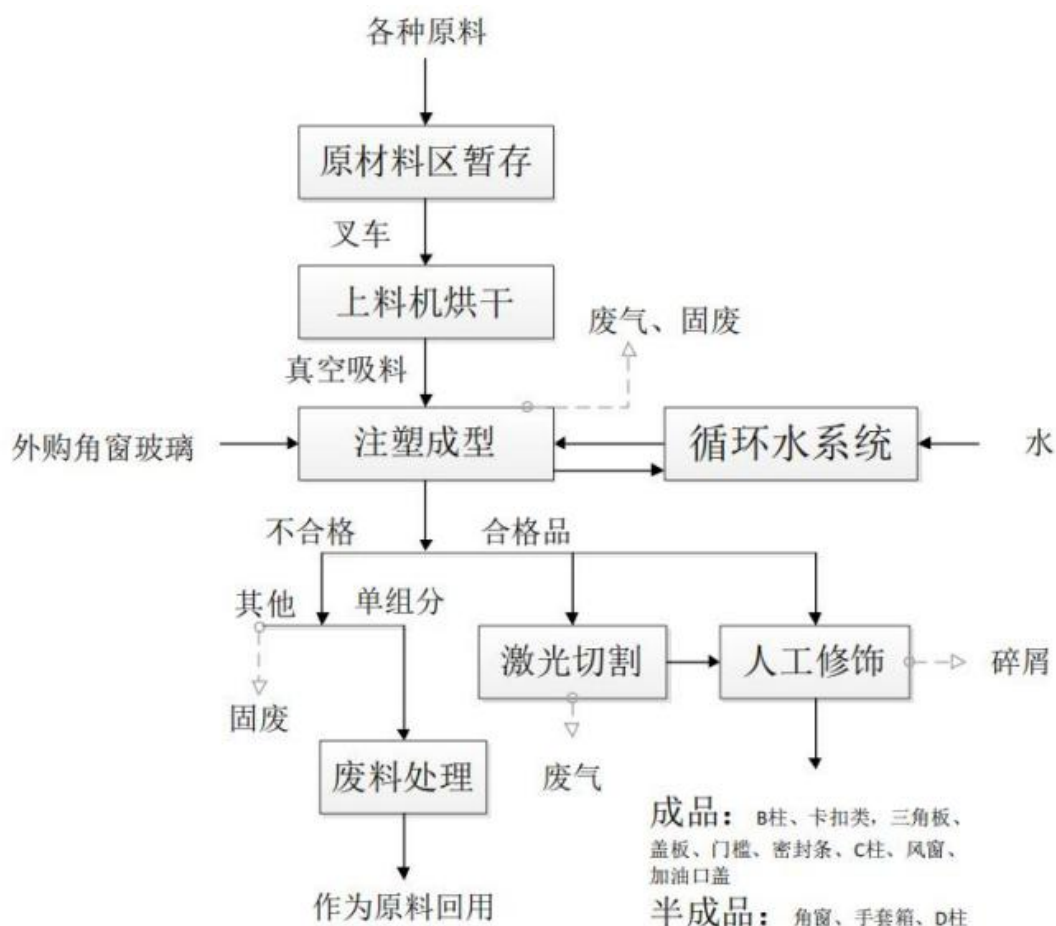 各种原料
原材料区暂存
叉车
上料机烘干
废气、固废
真空吸料
外购角窗玻璃
注塑成型
循环水系统
水
不合格
合格品
其他
单组分
激光切割
人工修饰
碎屑
固废
废料处理
废气
成品：B柱、卡扣类，三角板、
盖板、门槛、密封条、C柱、风窗、
加油口盖
作为原料回用
半成品：角窗、手套箱、D柱